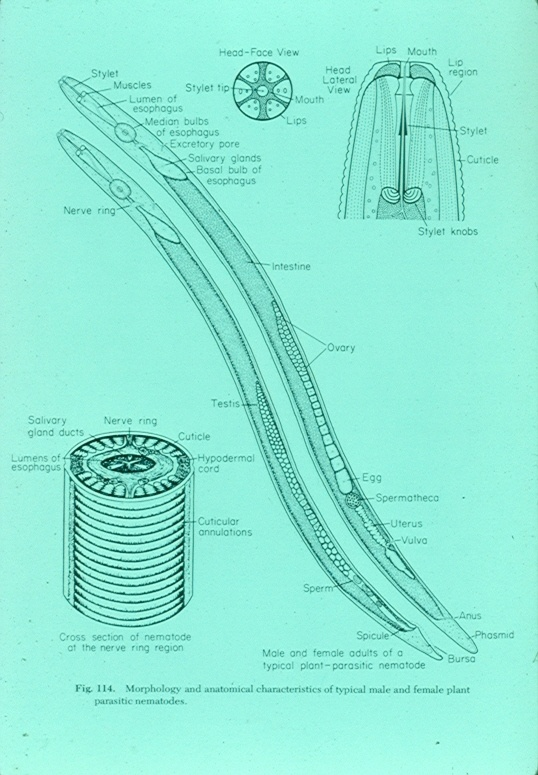 Head-Face View
Stylet
Muscles
Lumen of
esophagus
Median bulbs
of esophagus
Excretory pore
Salivary glands
Basal bulb of
esophagus
Nerve ring
Stylet tip
Mouth
Lips
Head
Lateral
View
Lips
Mouth
Lip
region
Stylet
Cuticle
Stylet knobs
Intestine
Ovary
Testis
Egg
Spermatheca
Uterus
Vulva
Sperm
Spicule
Anus
Phasmid
Bursa
Salivary
gland ducts
Nerve ring
Cuticle
Lumens of
esophagus
Hypodermal
cord
Cuticular
annulations
Cross section of nematode
at the nerve ring region
Male and female adults of a
typical plant-parasitic nematode
Fig. 114. Morphology and anatomical characteristics of typical male and female plant
parasitic nematodes.